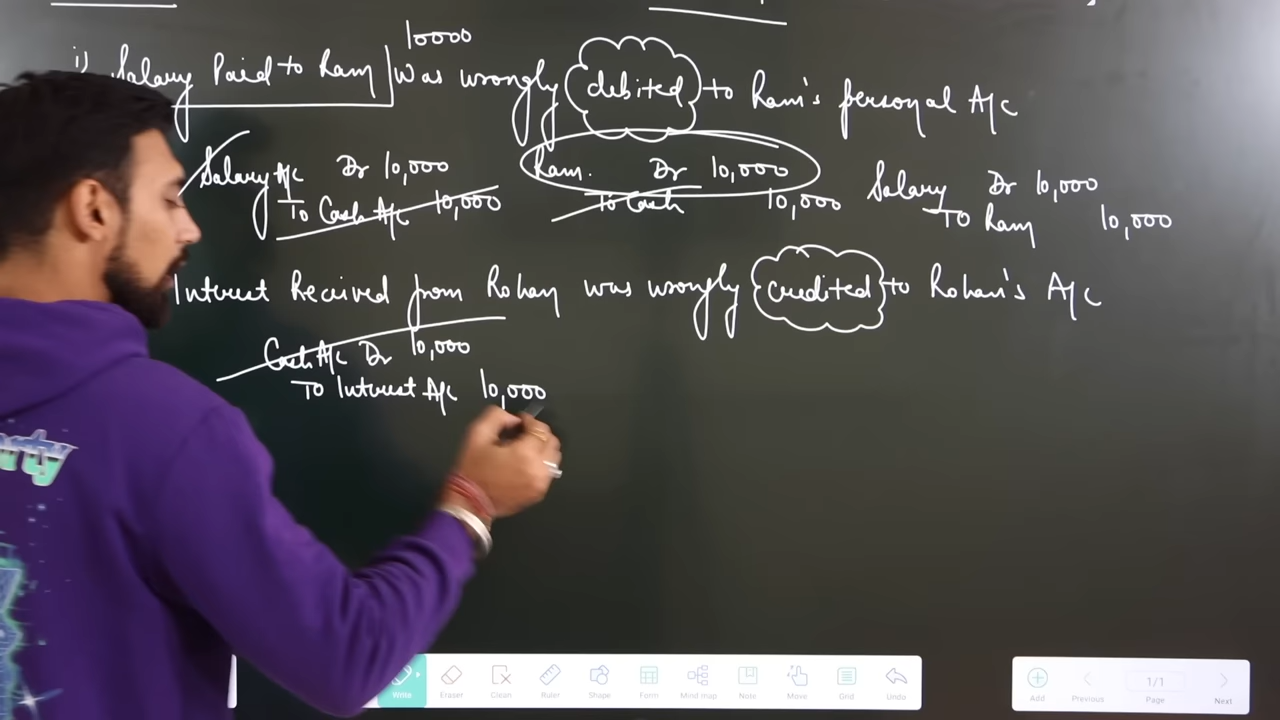 i) Salary Paid to Ram 10000 was wrongly debited to Ram's personal A/c
Salary A/c Dr 10,000
To Cash A/c 10,000
Ram. Dr 10,000
To Cash 10,000
Salary Dr 10,000
To Ram 10,000
Interest Received from Rohan was wrongly credited to Rohan's A/c
Cash A/c Dr 10,000
To Interest A/c 10,000
Write Eraser Clean Ruler Shape Form Mind map Note Move Grid Undo
Add Previous 1/1 Page Next